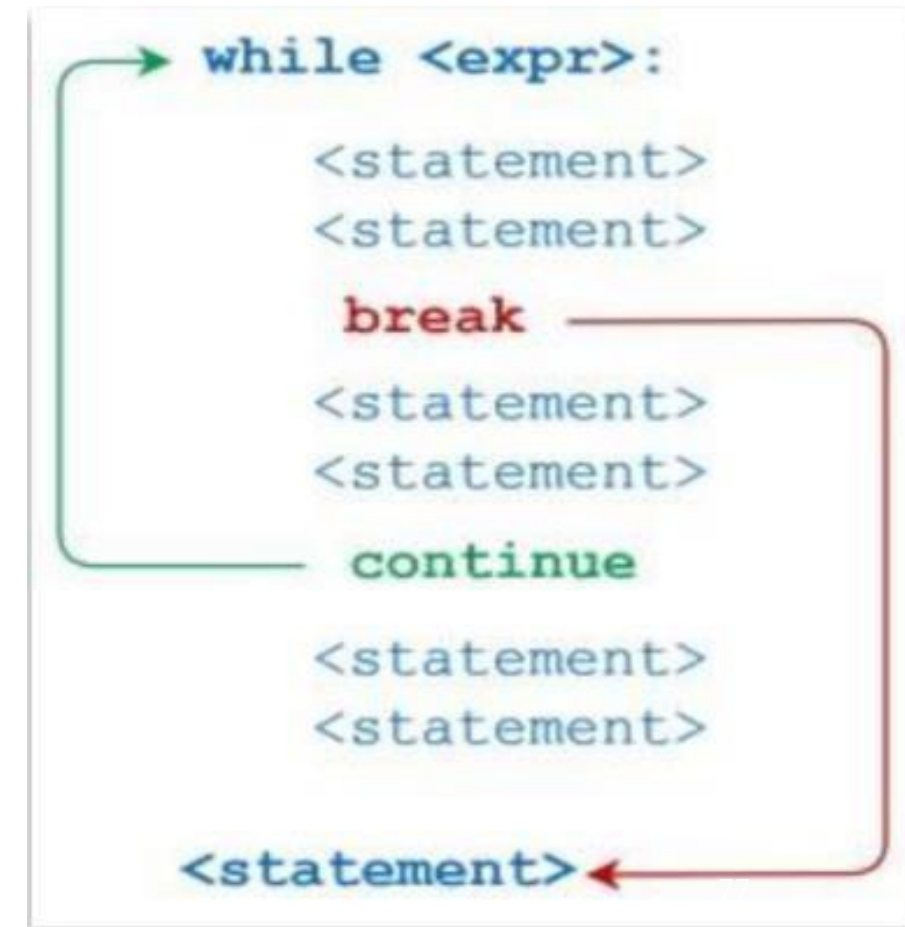 while <expr>:
<statement>
<statement>
break
<statement>
<statement>
continue
<statement>
<statement>
<statement>